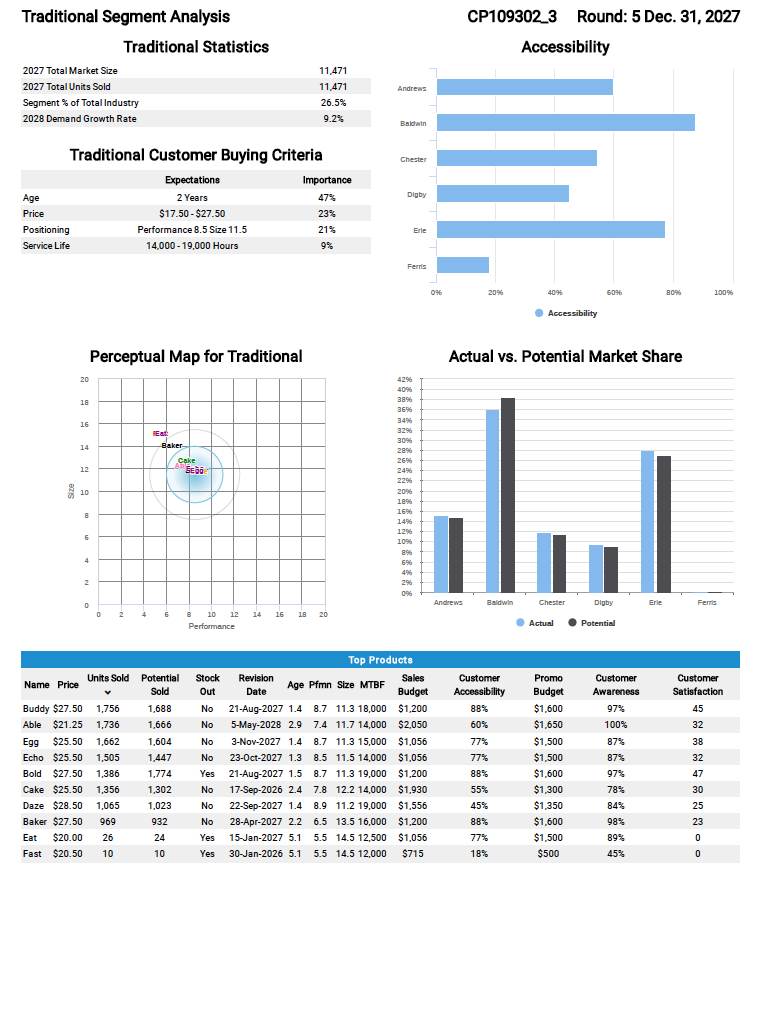 Traditional Segment Analysis
CP109302_3 Round: 5 Dec. 31, 2027
Traditional Statistics
2027 Total Market Size 11,471
2027 Total Units Sold 11,471
Segment % of Total Industry 26.5%
2028 Demand Growth Rate 9.2%
Traditional Customer Buying Criteria
Expectations Importance
Age 2 Years 47%
Price $17.50 - $27.50 23%
Positioning Performance 8.5 Size 11.5 21%
Service Life 14,000 - 19,000 Hours 9%
Accessibility
Andrews
Baldwin
Chester
Digby
Erie
Ferris
0% 20% 40% 60% 80% 100%
Accessibility
Perceptual Map for Traditional
20
18
16
14
12
10
8
6
4
2
0
Size
Eat
Baker
Cake
Egg
0 2 4 6 8 10 12 14 16 18 20
Performance
Actual vs. Potential Market Share
42%
40%
38%
36%
34%
32%
30%
28%
26%
24%
22%
20%
18%
16%
14%
12%
10%
8%
6%
4%
2%
0%
Andrews Baldwin Chester Digby Erie Ferris
Actual Potential
Top Products
Name Price Units Sold Potential Sold Stock Out Revision Date Age Pfmn Size MTBF Sales Budget Customer Accessibility Promo Budget Customer Awareness Customer Satisfaction
Buddy $27.50 1,756 1,688 No 21-Aug-2027 1.4 8.7 11.3 18,000 $1,200 88% $1,600 97% 45
Able $21.25 1,736 1,666 No 5-May-2028 2.9 7.4 11.7 14,000 $2,050 60% $1,650 100% 32
Egg $25.50 1,662 1,604 No 3-Nov-2027 1.4 8.7 11.3 15,000 $1,056 77% $1,500 87% 38
Echo $25.50 1,505 1,447 No 23-Oct-2027 1.3 8.5 11.5 14,000 $1,056 77% $1,500 87% 32
Bold $27.50 1,386 1,774 Yes 21-Aug-2027 1.5 8.7 11.3 19,000 $1,200 88% $1,600 97% 47
Cake $25.50 1,356 1,302 No 17-Sep-2026 2.4 7.8 12.2 14,000 $1,930 55% $1,300 78% 30
Daze $28.50 1,065 1,023 No 22-Sep-2027 1.4 8.9 11.2 19,000 $1,556 45% $1,350 84% 25
Baker $27.50 969 932 No 28-Apr-2027 2.2 6.5 13.5 16,000 $1,200 88% $1,600 98% 23
Eat $20.00 26 24 Yes 15-Jan-2027 5.1 5.5 14.5 12,500 $1,056 77% $1,500 89% 0
Fast $20.50 10 10 Yes 30-Jan-2026 5.1 5.5 14.5 12,000 $715 18% $500 45% 0